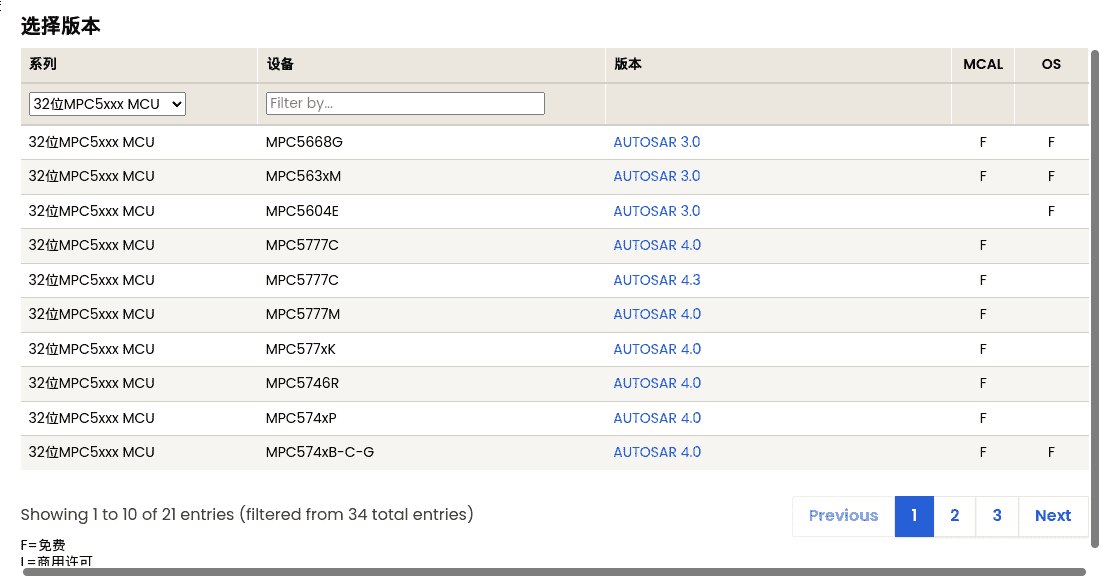 选择版本
系列 设备 版本 MCAL OS
32位MPC5xxx MCU Filter by...
32位MPC5xxx MCU MPC5668G AUTOSAR 3.0 F F
32位MPC5xxx MCU MPC563xM AUTOSAR 3.0 F F
32位MPC5xxx MCU MPC5604E AUTOSAR 3.0 F
32位MPC5xxx MCU MPC5777C AUTOSAR 4.0 F
32位MPC5xxx MCU MPC5777C AUTOSAR 4.3 F
32位MPC5xxx MCU MPC5777M AUTOSAR 4.0 F
32位MPC5xxx MCU MPC577xK AUTOSAR 4.0 F
32位MPC5xxx MCU MPC5746R AUTOSAR 4.0 F
32位MPC5xxx MCU MPC574xP AUTOSAR 4.0 F
32位MPC5xxx MCU MPC574xB-C-G AUTOSAR 4.0 F F
Showing 1 to 10 of 21 entries (filtered from 34 total entries) Previous 1 2 3 Next
F=免费
L=商用许可